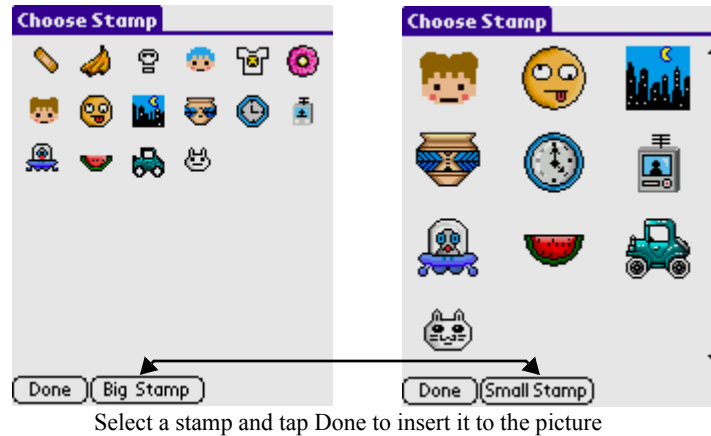 Choose Stamp
Choose Stamp
Done Big Stamp
Done Small Stamp
Select a stamp and tap Done to insert it to the picture